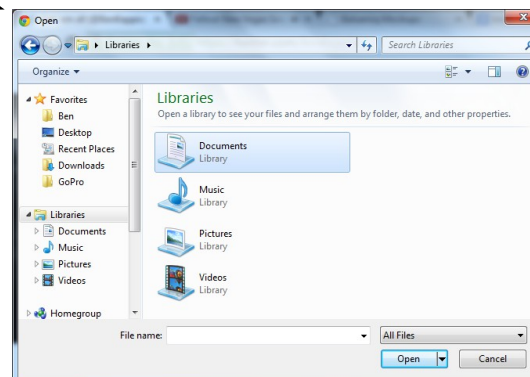 Open
Libraries
Search Libraries
Organize
Favorites
Ben
Desktop
Recent Places
Downloads
GoPro
Libraries
Documents
Music
Pictures
Videos
Homegroup
Libraries
Open a library to see your files and arrange them by folder, date, and other properties.
Documents
Library
Music
Library
Pictures
Library
Videos
Library
File name:
All Files
Open
Cancel